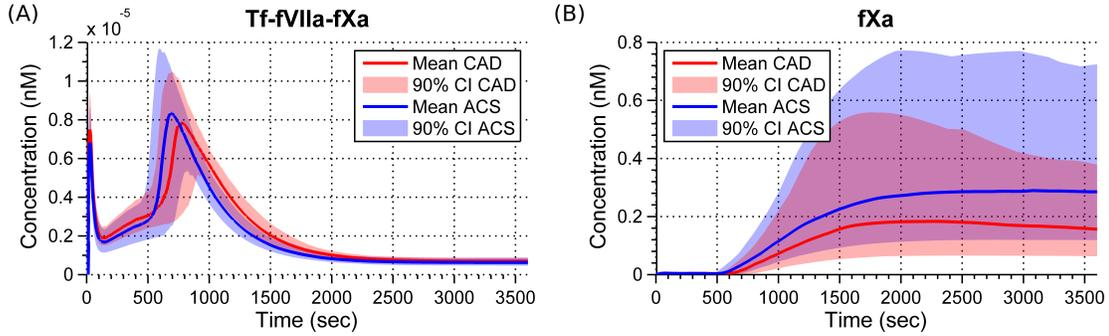 (A)
Tf-fVIIa-fXa
x 10-5
Concentration (nM)
1.2
1
0.8
0.6
0.4
0.2
0
0 500 1000 1500 2000 2500 3000 3500
Time (sec)
Mean CAD
90% CI CAD
Mean ACS
90% CI ACS
(B)
fXa
Concentration (nM)
0.8
0.6
0.4
0.2
0
0 500 1000 1500 2000 2500 3000 3500
Time (sec)
Mean CAD
90% CI CAD
Mean ACS
90% CI ACS